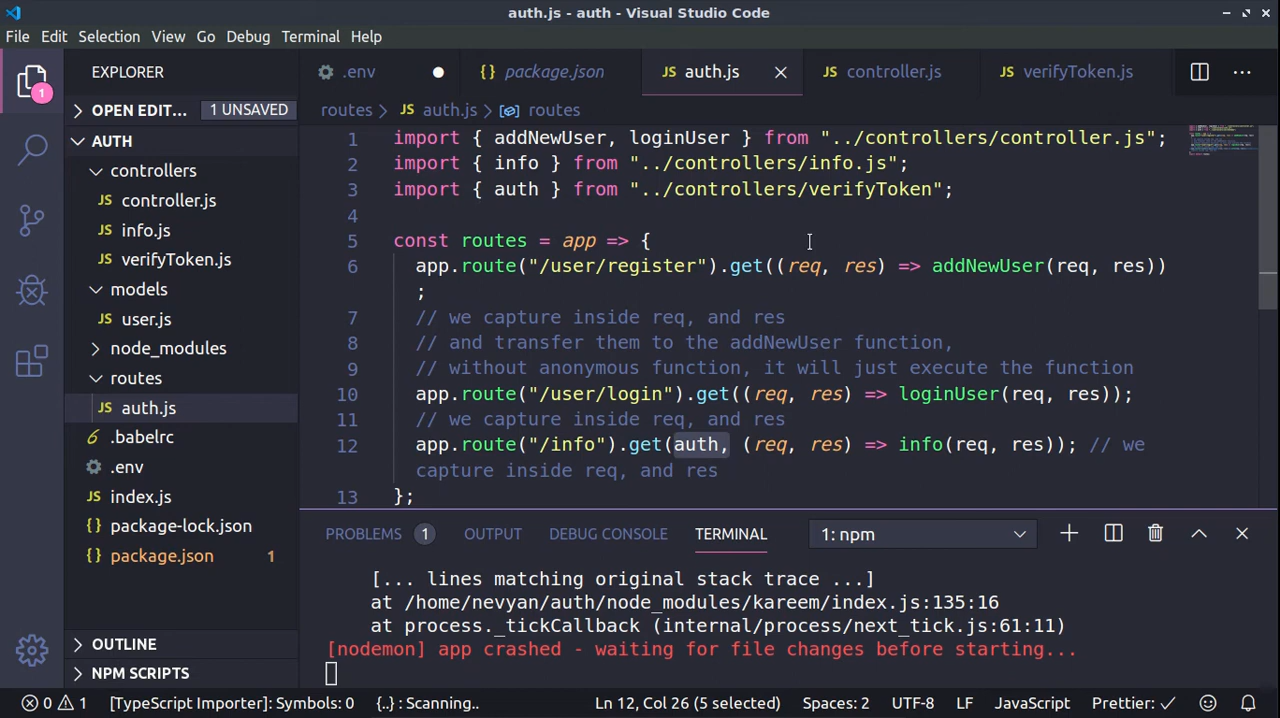 auth.js - auth - Visual Studio Code
File Edit Selection View Go Debug Terminal Help
EXPLORER
.env
{} package.json
JS auth.js
JS controller.js
JS verifyToken.js
OPEN EDIT... 1 UNSAVED
routes > JS auth.js > routes
AUTH
controllers
JS controller.js
JS info.js
JS verifyToken.js
models
JS user.js
node_modules
routes
JS auth.js
.babelrc
.env
JS index.js
{} package-lock.json
{} package.json 1
OUTLINE
NPM SCRIPTS
1
1 import { addNewUser, loginUser } from "../controllers/controller.js";
2 import { info } from "../controllers/info.js";
3 import { auth } from "../controllers/verifyToken";
4
5 const routes = app => {
6 app.route("/user/register").get((req, res) => addNewUser(req, res))
;
7 // we capture inside req, and res
8 // and transfer them to the addNewUser function,
9 // without anonymous function, it will just execute the function
10 app.route("/user/login").get((req, res) => loginUser(req, res));
11 // we capture inside req, and res
12 app.route("/info").get(auth, (req, res) => info(req, res)); // we
capture inside req, and res
13 };
PROBLEMS 1 OUTPUT DEBUG CONSOLE TERMINAL 1: npm
[... lines matching original stack trace ...]
at /home/nevyan/auth/node_modules/kareem/index.js:135:16
at process._tickCallback (internal/process/next_tick.js:61:11)
[nodemon] app crashed - waiting for file changes before starting...
0 1 [TypeScript Importer]: Symbols: 0 {..} : Scanning.. Ln 12, Col 26 (5 selected) Spaces: 2 UTF-8 LF JavaScript Prettier: ✓